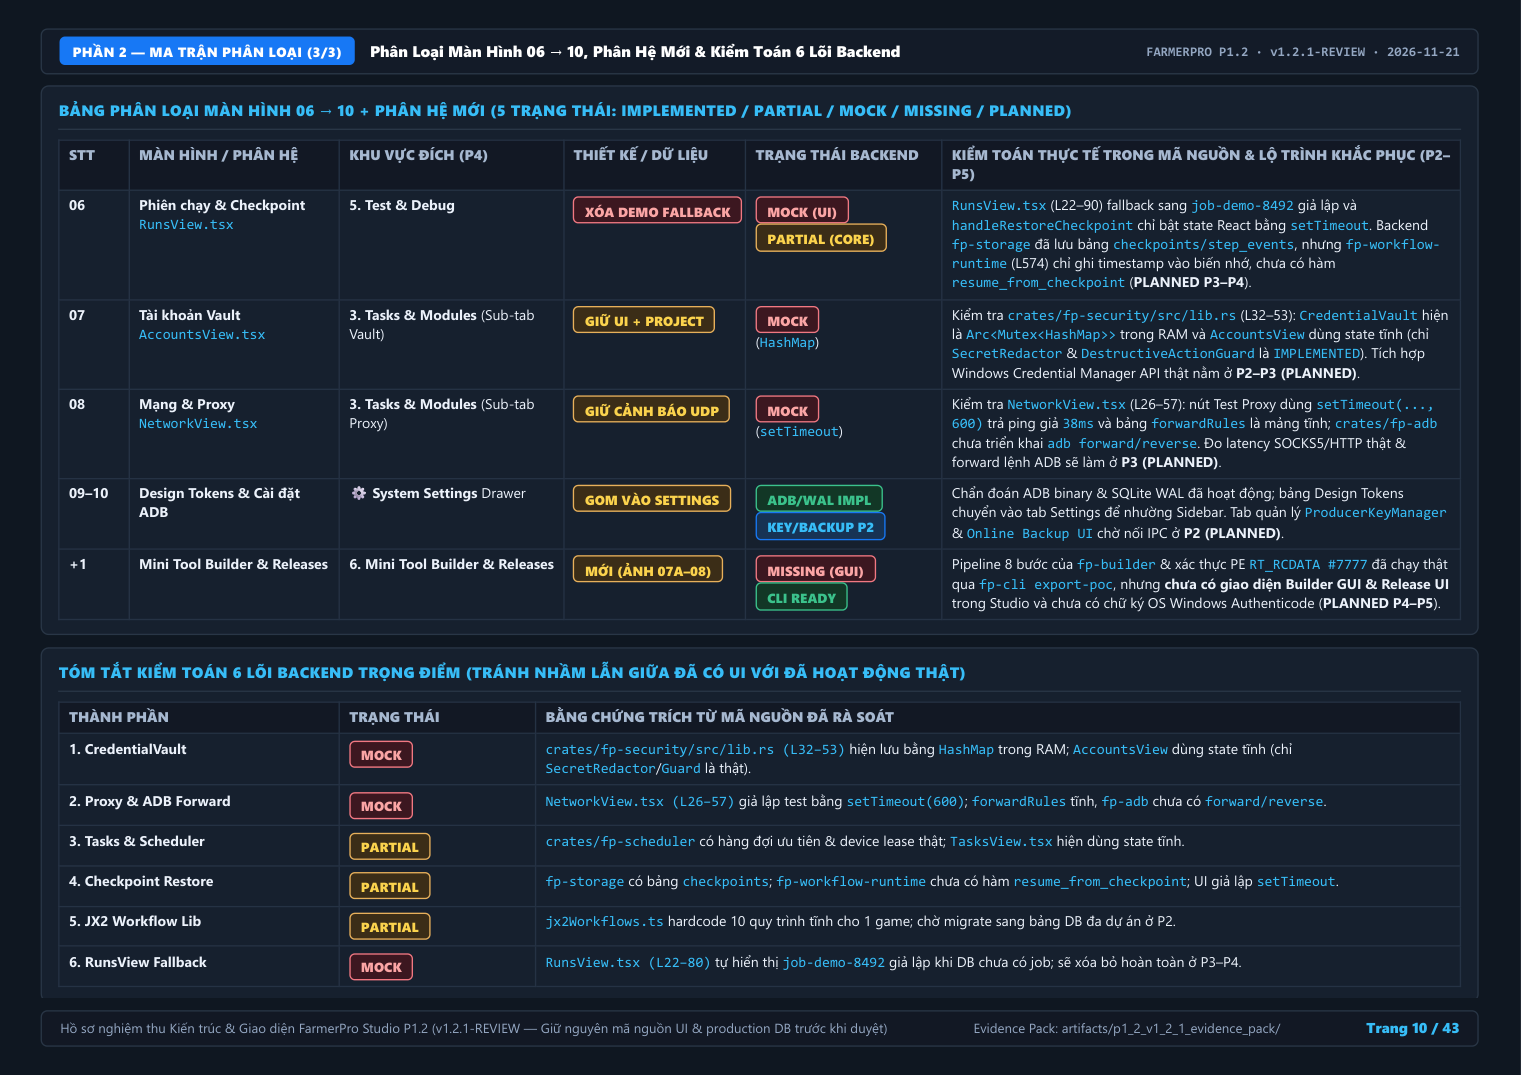 PHẦN 2 — MA TRẬN PHÂN LOẠI (3/3) Phân Loại Màn Hình 06 → 10, Phân Hệ Mới & Kiểm Toán 6 Lõi Backend FARMERPRO P1.2 · v1.2.1-REVIEW · 2026-11-21
BẢNG PHÂN LOẠI MÀN HÌNH 06 → 10 + PHÂN HỆ MỚI (5 TRẠNG THÁI: IMPLEMENTED / PARTIAL / MOCK / MISSING / PLANNED)
STT
MÀN HÌNH / PHÂN HỆ
KHU VỰC ĐÍCH (P4)
THIẾT KẾ / DỮ LIỆU
TRẠNG THÁI BACKEND
KIỂM TOÁN THỰC TẾ TRONG MÃ NGUỒN & LỘ TRÌNH KHẮC PHỤC (P2–
P5)
06
Phiên chạy & Checkpoint
RunsView.tsx
5. Test & Debug
XÓA DEMO FALLBACK
MOCK (UI)
PARTIAL (CORE)
RunsView.tsx (L22–90) fallback sang job-demo-8492 giả lập và
handleRestoreCheckpoint chỉ bật state React bằng setTimeout. Backend
fp-storage đã lưu bảng checkpoints/step_events, nhưng fp-workflow-
runtime (L574) chỉ ghi timestamp vào biến nhớ, chưa có hàm
resume_from_checkpoint (PLANNED P3–P4).
07
Tài khoản Vault
AccountsView.tsx
3. Tasks & Modules (Sub-tab
Vault)
GIỮ UI + PROJECT
MOCK
(HashMap)
Kiểm tra crates/fp-security/src/lib.rs (L32–53): CredentialVault hiện
là Arc<Mutex<HashMap>> trong RAM và AccountsView dùng state tĩnh (chỉ
SecretRedactor & DestructiveActionGuard là IMPLEMENTED). Tích hợp
Windows Credential Manager API thật nằm ở P2–P3 (PLANNED).
08
Mạng & Proxy
NetworkView.tsx
3. Tasks & Modules (Sub-tab
Proxy)
GIỮ CẢNH BÁO UDP
MOCK
(setTimeout)
Kiểm tra NetworkView.tsx (L26–57): nút Test Proxy dùng setTimeout(...,
600) trả ping giả 38ms và bảng forwardRules là mảng tĩnh; crates/fp-adb
chưa triển khai adb forward/reverse. Đo latency SOCKS5/HTTP thật &
forward lệnh ADB sẽ làm ở P3 (PLANNED).
09–10
Design Tokens & Cài đặt
ADB
⚙️ System Settings Drawer
GOM VÀO SETTINGS
ADB/WAL IMPL
KEY/BACKUP P2
Chẩn đoán ADB binary & SQLite WAL đã hoạt động; bảng Design Tokens
chuyển vào tab Settings để nhường Sidebar. Tab quản lý ProducerKeyManager
& Online Backup UI chờ nối IPC ở P2 (PLANNED).
+1
Mini Tool Builder & Releases
6. Mini Tool Builder & Releases
MỚI (ẢNH 07A–08)
MISSING (GUI)
CLI READY
Pipeline 8 bước của fp-builder & xác thực PE RT_RCDATA #7777 đã chạy thật
qua fp-cli export-poc, nhưng chưa có giao diện Builder GUI & Release UI
trong Studio và chưa có chữ ký OS Windows Authenticode (PLANNED P4–P5).
TÓM TẮT KIỂM TOÁN 6 LÕI BACKEND TRỌNG ĐIỂM (TRÁNH NHẦM LẪN GIỮA ĐÃ CÓ UI VỚI ĐÃ HOẠT ĐỘNG THẬT)
THÀNH PHẦN
TRẠNG THÁI
BẰNG CHỨNG TRÍCH TỪ MÃ NGUỒN ĐÃ RÀ SOÁT
1. CredentialVault
MOCK
crates/fp-security/src/lib.rs (L32–53) hiện lưu bằng HashMap trong RAM; AccountsView dùng state tĩnh (chỉ
SecretRedactor/Guard là thật).
2. Proxy & ADB Forward
MOCK
NetworkView.tsx (L26–57) giả lập test bằng setTimeout(600); forwardRules tĩnh, fp-adb chưa có forward/reverse.
3. Tasks & Scheduler
PARTIAL
crates/fp-scheduler có hàng đợi ưu tiên & device lease thật; TasksView.tsx hiện dùng state tĩnh.
4. Checkpoint Restore
PARTIAL
fp-storage có bảng checkpoints; fp-workflow-runtime chưa có hàm resume_from_checkpoint; UI giả lập setTimeout.
5. JX2 Workflow Lib
PARTIAL
jx2Workflows.ts hardcode 10 quy trình tĩnh cho 1 game; chờ migrate sang bảng DB đa dự án ở P2.
6. RunsView Fallback
MOCK
RunsView.tsx (L22–80) tự hiển thị job-demo-8492 giả lập khi DB chưa có job; sẽ xóa bỏ hoàn toàn ở P3–P4.
Hồ sơ nghiệm thu Kiến trúc & Giao diện FarmerPro Studio P1.2 (v1.2.1-REVIEW — Giữ nguyên mã nguồn UI & production DB trước khi duyệt) Evidence Pack: artifacts/p1_2_v1_2_1_evidence_pack/ Trang 10 / 43